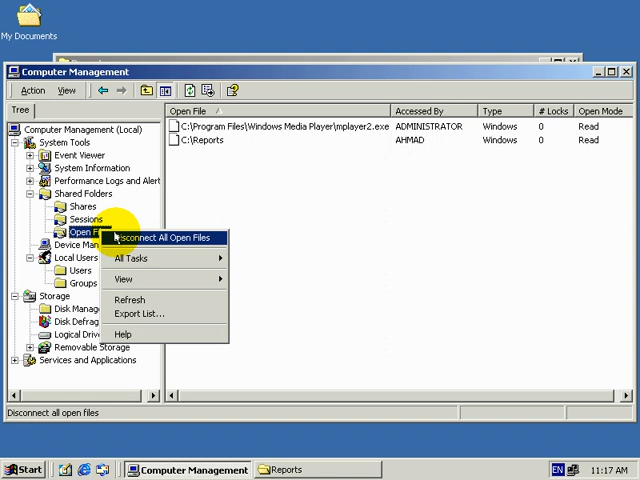 My Documents
Computer Management
Action View
Tree
Open File Accessed By Type # Locks Open Mode
Computer Management (Local)
System Tools
Event Viewer
System Information
Performance Logs and Alert
Shared Folders
Shares
Sessions
Open Fi
Device Man
Local Users
Users
Groups
Storage
Disk Manage
Disk Defrag
Logical Drive
Removable Storage
Services and Applications
C:\Program Files\Windows Media Player\mplayer2.exe ADMINISTRATOR Windows 0 Read
C:\Reports AHMAD Windows 0 Read
Disconnect All Open Files
All Tasks
View
Refresh
Export List...
Help
Disconnect all open files
Start Computer Management Reports EN 11:17 AM